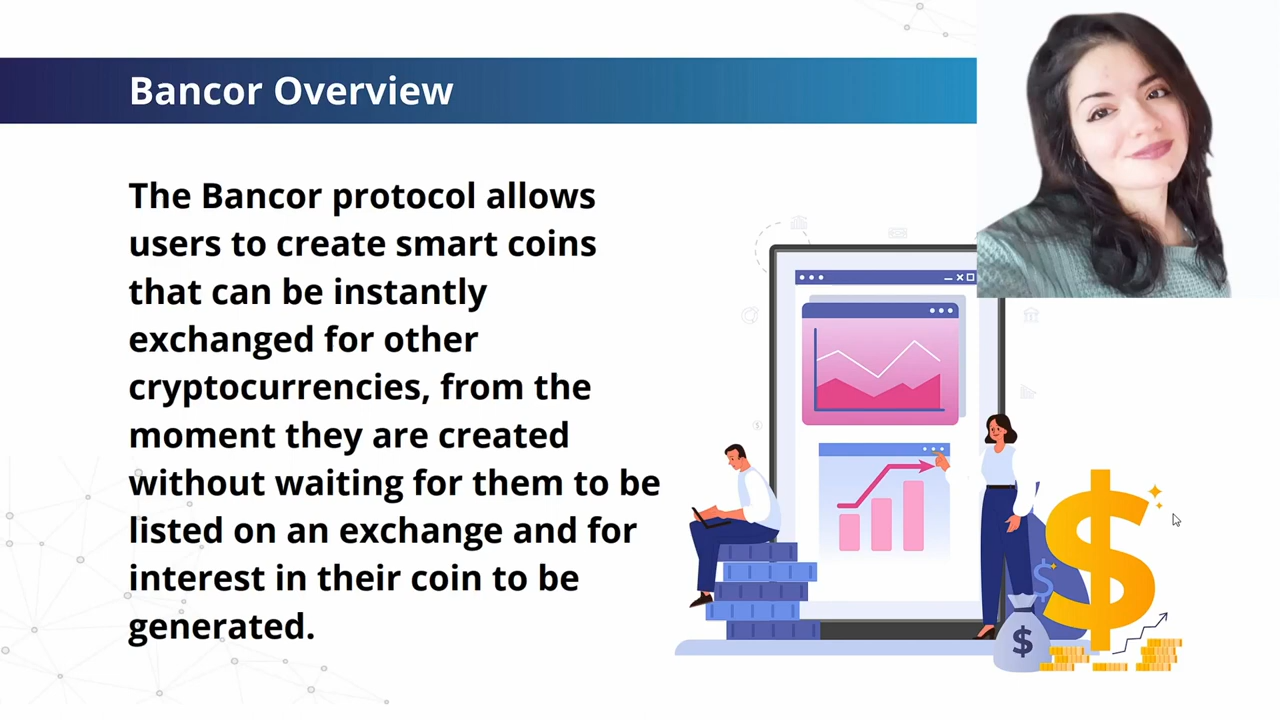 Bancor Overview
The Bancor protocol allows
users to create smart coins
that can be instantly
exchanged for other
cryptocurrencies, from the
moment they are created
without waiting for them to be
listed on an exchange and for
interest in their coin to be
generated.
$
$
$